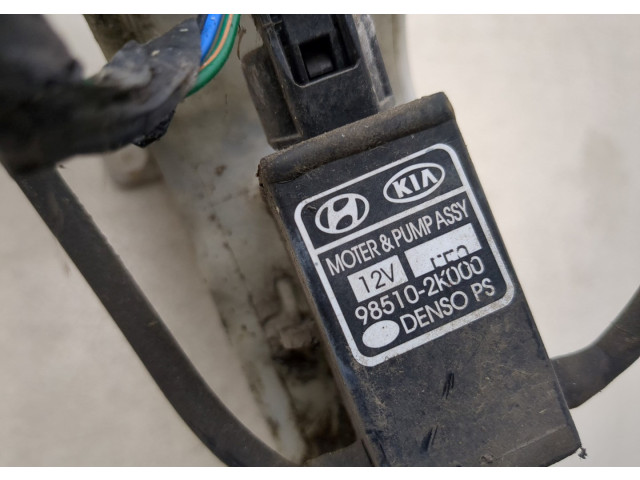 KIA
MOTER & PUMP ASSY
12V
98510-2K000
DENSO PS